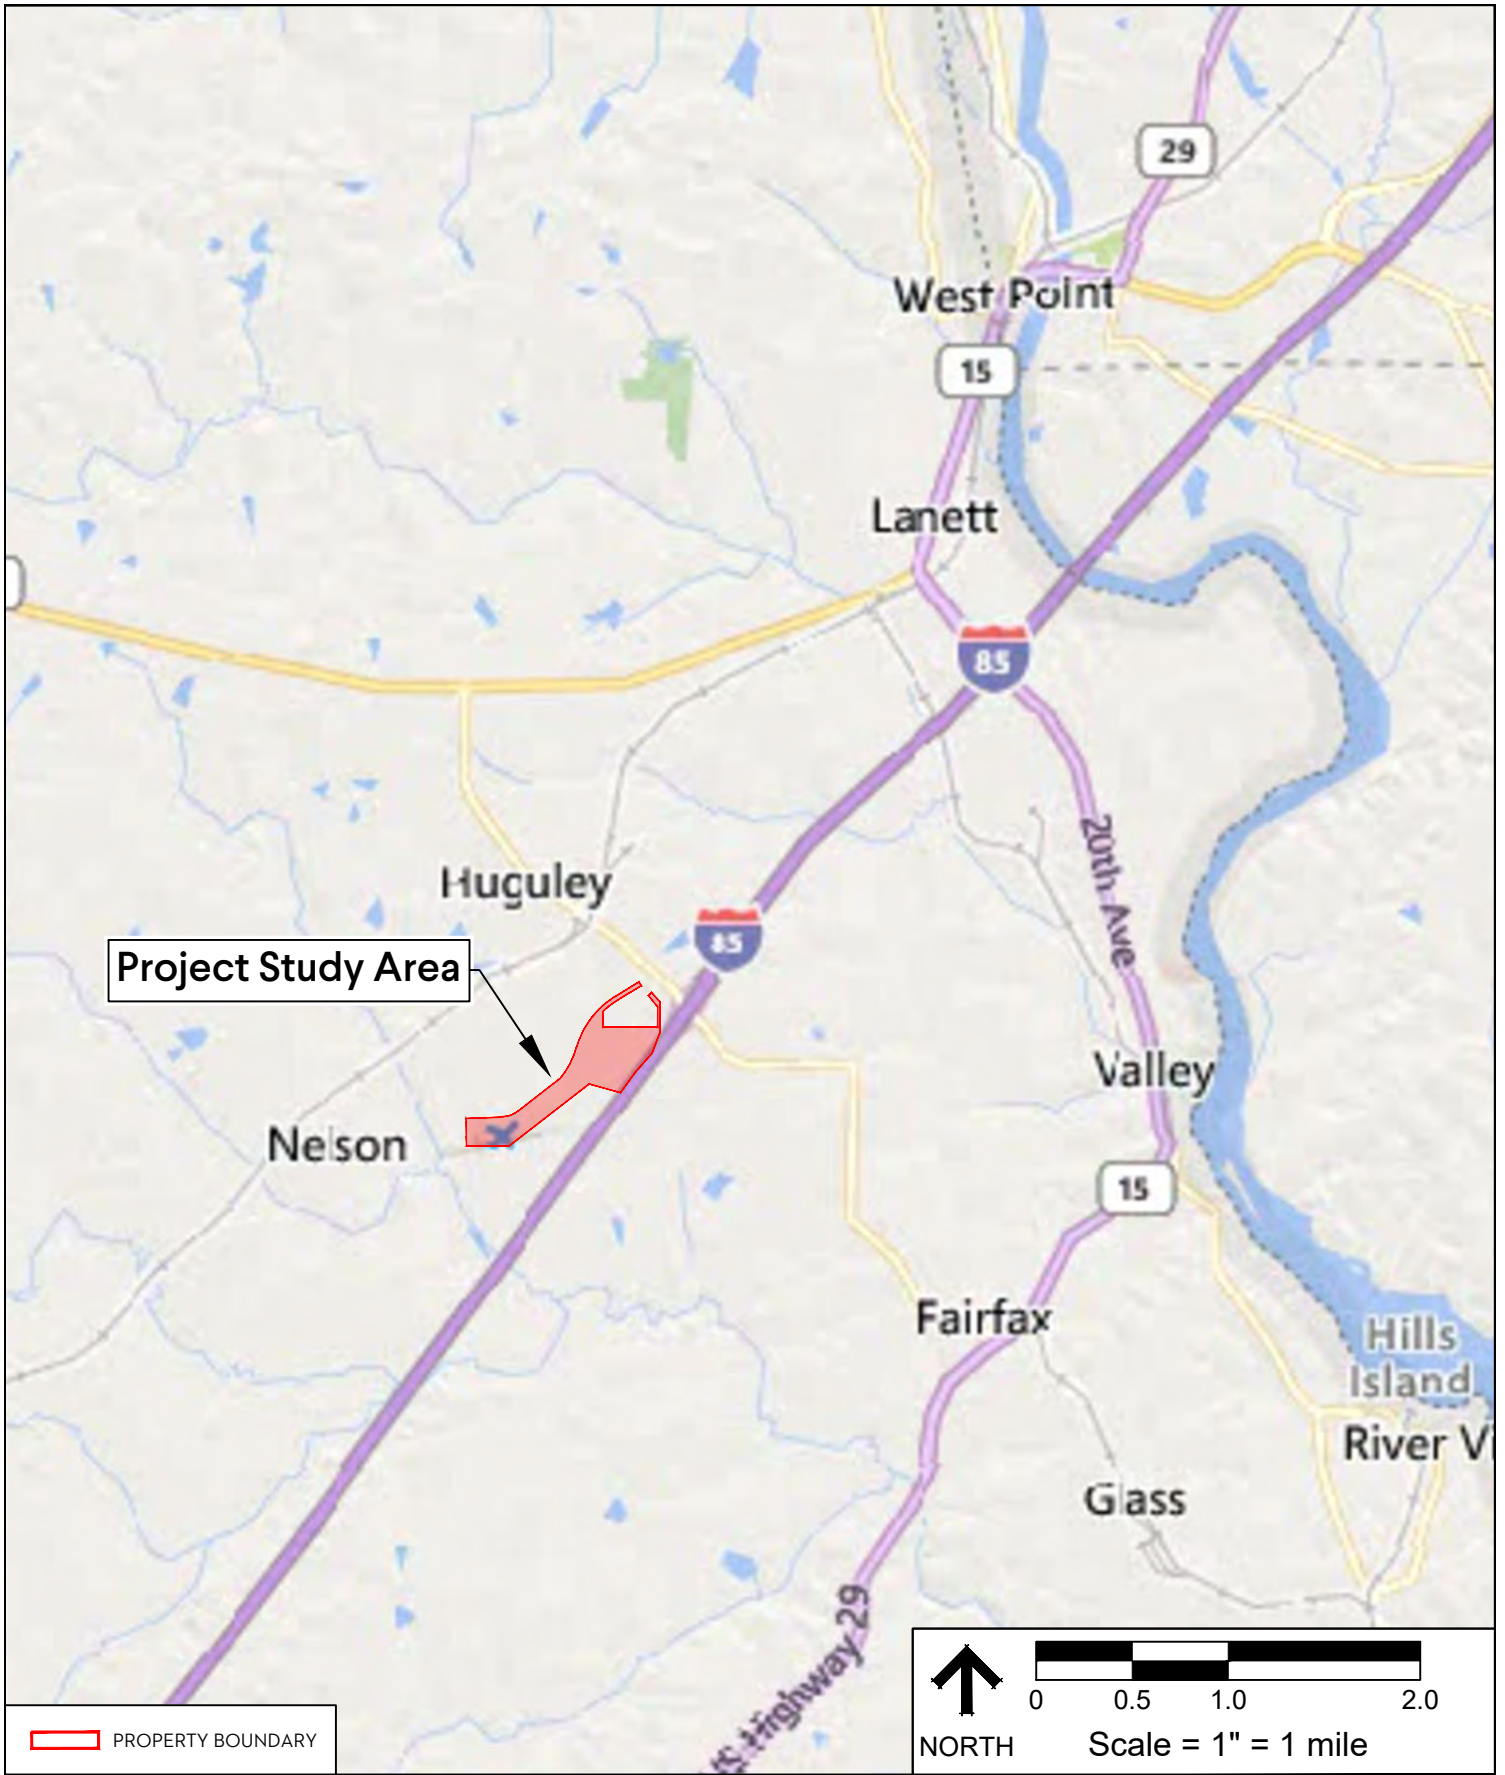 29
West Point
15
Lanett
85
20th Ave
Huguley
85
Project Study Area
Valley
Nelson
15
Fairfax
Hills
Island
River Vi
Glass
US Highway 29
0 0.5 1.0 2.0
NORTH
Scale = 1" = 1 mile
PROPERTY BOUNDARY